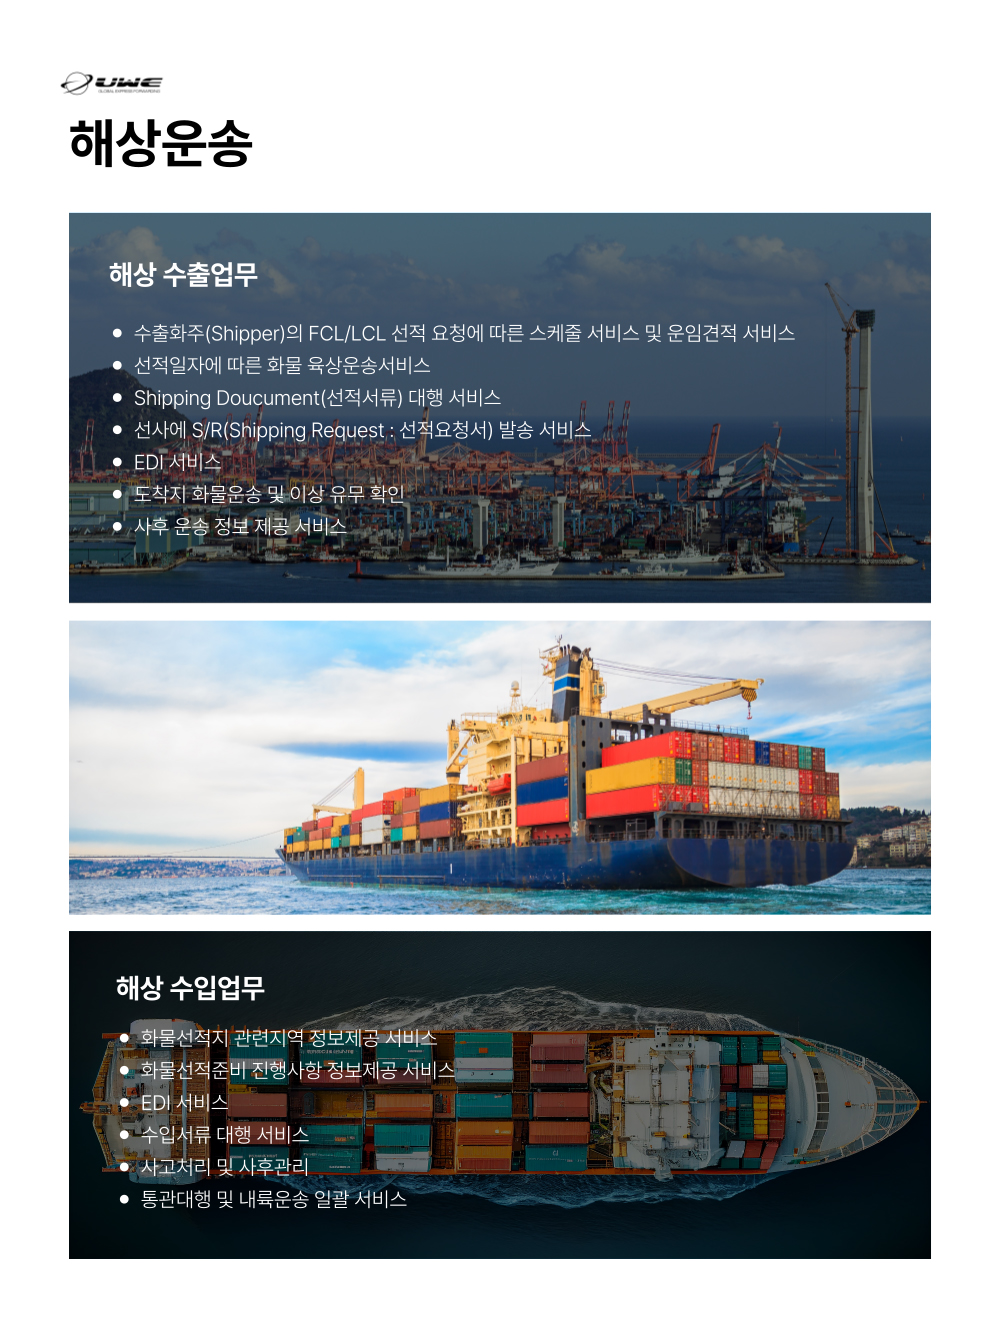 UWE
GLOBAL EXPRESS FORWARDING
해상운송
해상 수출업무
수출화주(Shipper)의 FCL/LCL 선적 요청에 따른 스케줄 서비스 및 운임견적 서비스
선적일자에 따른 화물 육상운송서비스
Shipping Doucument(선적서류) 대행 서비스
선사에 S/R(Shipping Request : 선적요청서) 발송 서비스
EDI 서비스
도착지 화물운송 및 이상 유무 확인
사후 운송 정보 제공 서비스
해상 수입업무
화물선적지 관련지역 정보제공 서비스
화물선적준비 진행사항 정보제공 서비스
EDI 서비스
수입서류 대행 서비스
사고처리 및 사후관리
통관대행 및 내륙운송 일괄 서비스